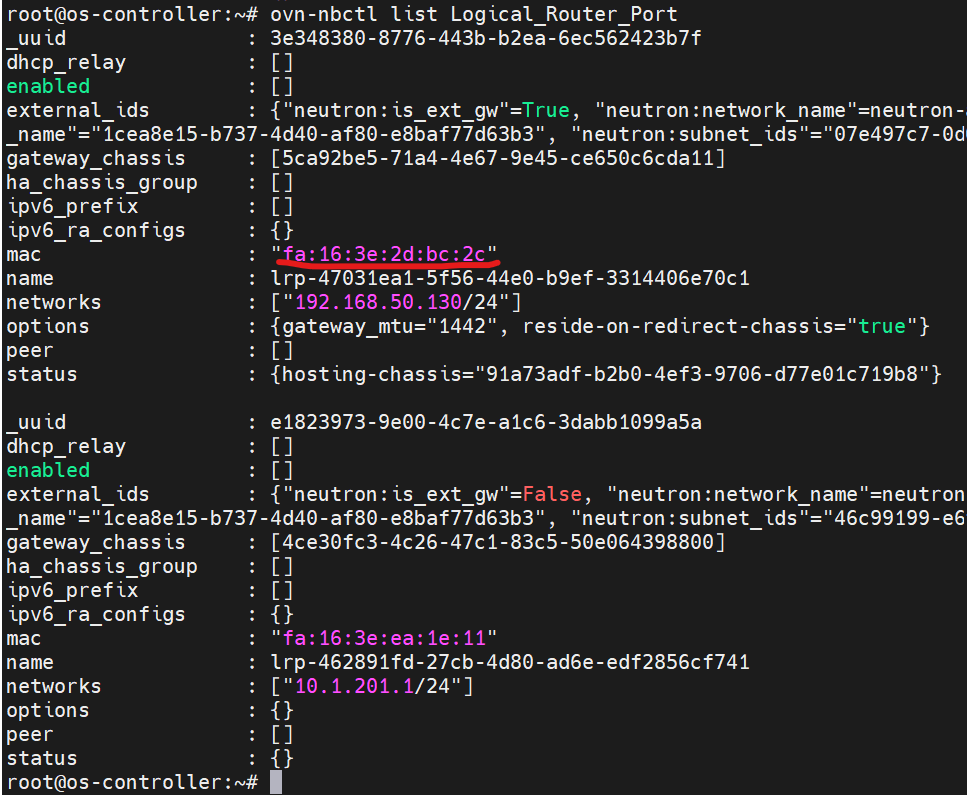 root@os-controller:~# ovn-nbctl list Logical_Router_Port
_uuid : 3e348380-8776-443b-b2ea-6ec562423b7f
dhcp_relay : []
enabled : []
external_ids : {"neutron:is_ext_gw"=True, "neutron:network_name"=neutron-
_name"="1cea8e15-b737-4d40-af80-e8baf77d63b3", "neutron:subnet_ids"="07e497c7-0d
gateway_chassis : [5ca92be5-71a4-4e67-9e45-ce650c6cda11]
ha_chassis_group : []
ipv6_prefix : []
ipv6_ra_configs : {}
mac : "fa:16:3e:2d:bc:2c"
name : lrp-47031ea1-5f56-44e0-b9ef-3314406e70c1
networks : ["192.168.50.130/24"]
options : {gateway_mtu="1442", reside-on-redirect-chassis="true"}
peer : []
status : {hosting-chassis="91a73adf-b2b0-4ef3-9706-d77e01c719b8"}
_uuid : e1823973-9e00-4c7e-a1c6-3dabb1099a5a
dhcp_relay : []
enabled : []
external_ids : {"neutron:is_ext_gw"=False, "neutron:network_name"=neutron
_name"="1cea8e15-b737-4d40-af80-e8baf77d63b3", "neutron:subnet_ids"="46c99199-e6
gateway_chassis : [4ce30fc3-4c26-47c1-83c5-50e064398800]
ha_chassis_group : []
ipv6_prefix : []
ipv6_ra_configs : {}
mac : "fa:16:3e:ea:1e:11"
name : lrp-462891fd-27cb-4d80-ad6e-edf2856cf741
networks : ["10.1.201.1/24"]
options : {}
peer : []
status : {}
root@os-controller:~#